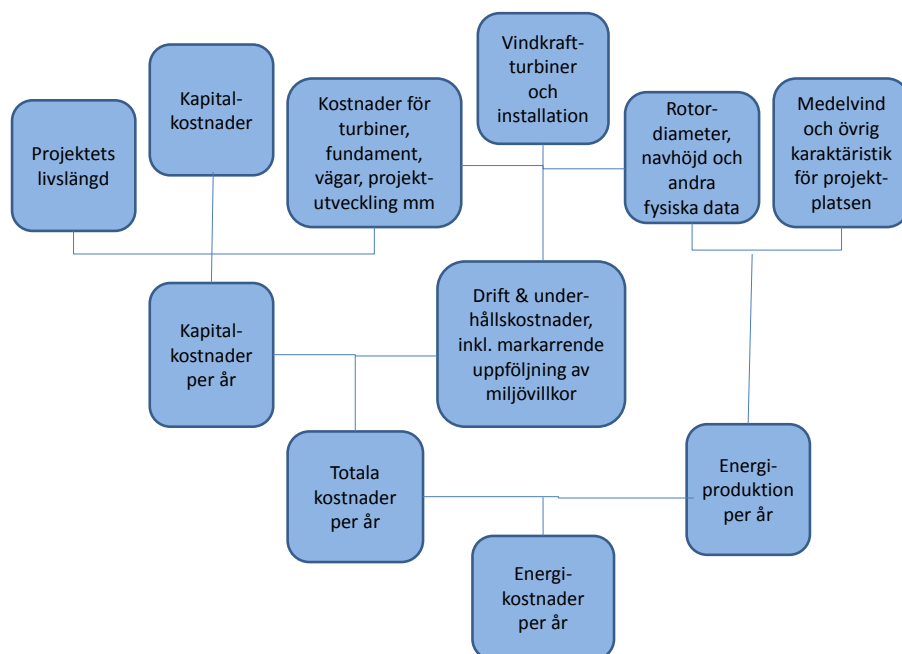 Vindkraft-
turbiner
och
installation
Kapital-
kostnader
Kostnader för
turbiner,
fundament,
vägar, projekt-
utveckling mm
Rotor-
diameter,
navhöjd och
andra
fysiska data
Medelvind
och övrig
karaktäristik
för projekt-
platsen
Projektets
livslängd
Kapital-
kostnader
per år
Drift & under-
hållskostnader,
inkl. markarrende
uppföljning av
miljövillkor
Totala
kostnader
per år
Energi-
produktion
per år
Energi-
kostnader
per år